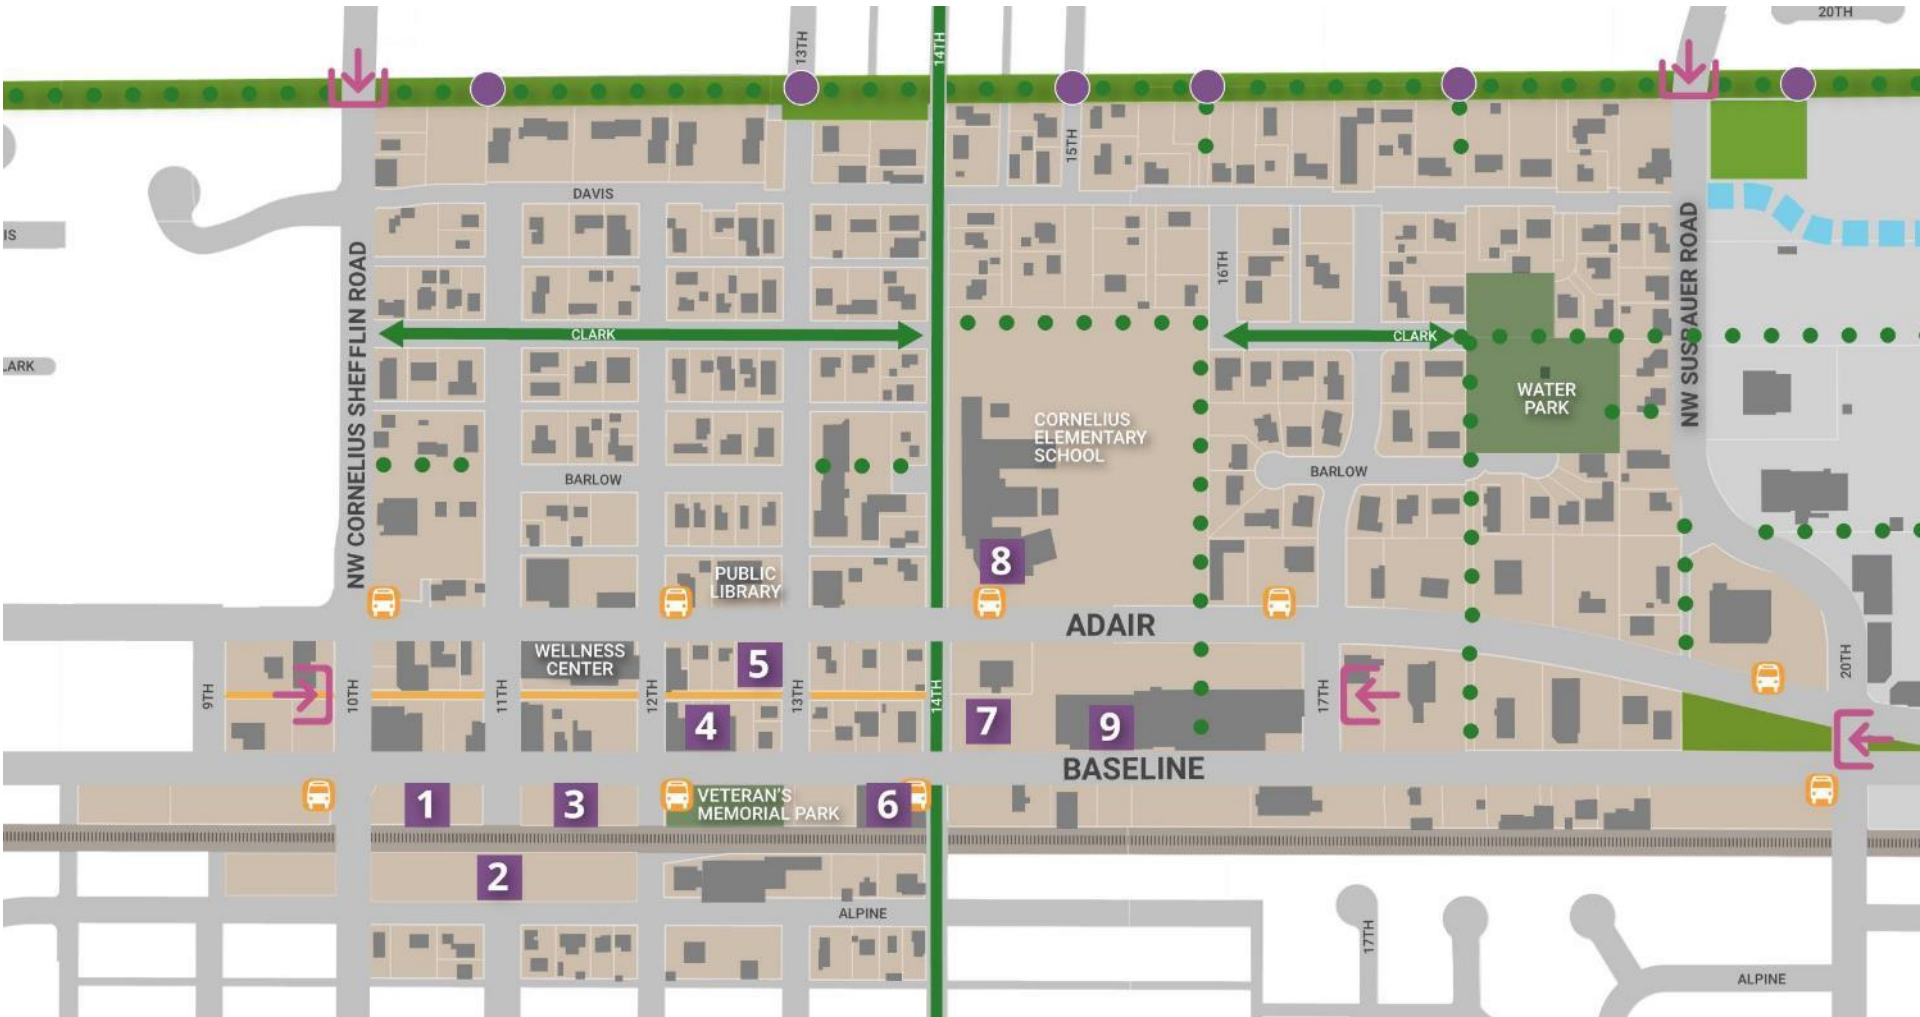 20TH
13TH
14TH
15TH
DAVIS
IS
16TH
NW CORNELIUS SHEFFLIN ROAD
NW SUSBAUER ROAD
CLARK
CLARK
LARK
WATER
PARK
CORNELIUS
ELEMENTARY
SCHOOL
BARLOW
BARLOW
8
PUBLIC
LIBRARY
ADAIR
WELLNESS
CENTER
5
9TH
10TH
11TH
12TH
13TH
14TH
17TH
20TH
4
7
9
BASELINE
1
3
VETERAN'S
MEMORIAL PARK
6
2
ALPINE
17TH
ALPINE